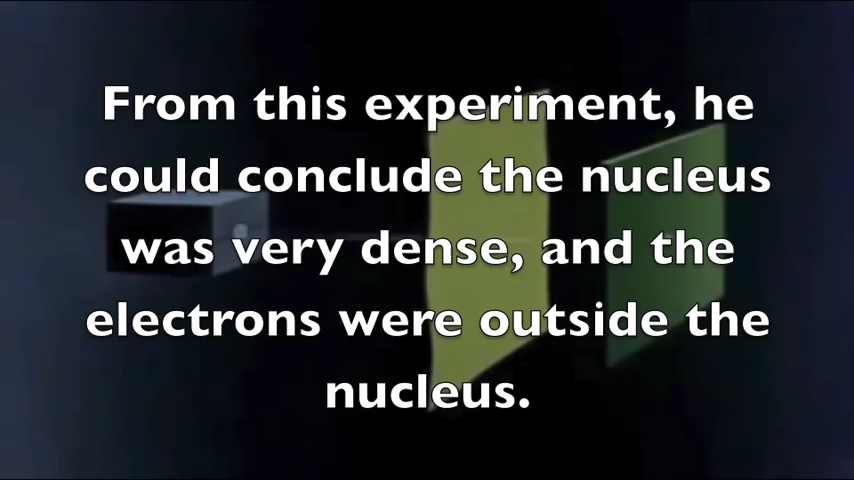 From this experiment, he
could conclude the nucleus
was very dense, and the
electrons were outside the
nucleus.